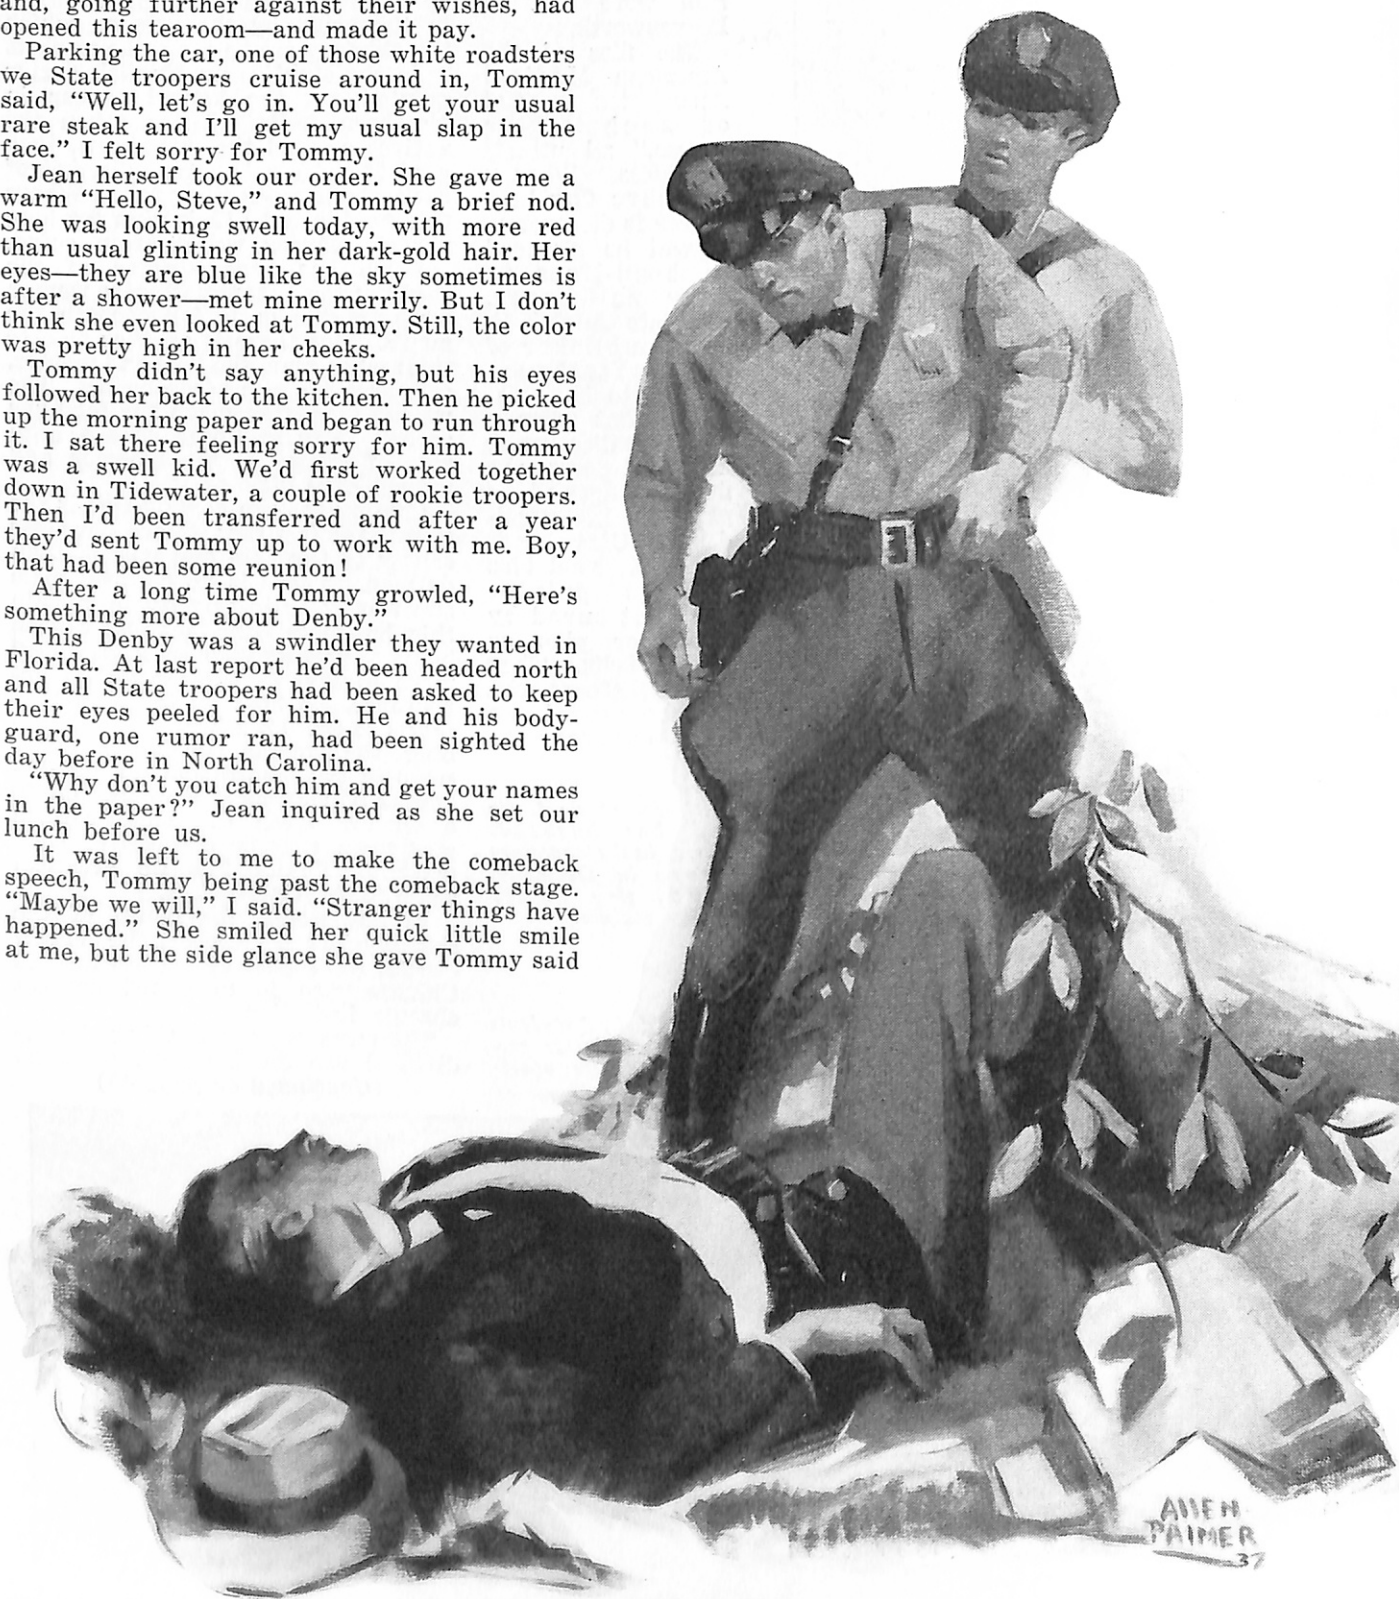 and, going further against their wishes, had
opened this tearoom—and made it pay.
Parking the car, one of those white roadsters
we State troopers cruise around in, Tommy
said, “Well, let’s go in. You’ll get your usual
rare steak and I’ll get my usual slap in the
face.” I felt sorry for Tommy.
Jean herself took our order. She gave me a
warm “Hello, Steve,” and Tommy a brief nod.
She was looking swell today, with more red
than usual glinting in her dark-gold hair. Her
eyes—they are blue like the sky sometimes is
after a shower—met mine merrily. But I don’t
think she even looked at Tommy. Still, the color
was pretty high in her cheeks.
Tommy didn’t say anything, but his eyes
followed her back to the kitchen. Then he picked
up the morning paper and began to run through
it. I sat there feeling sorry for him. Tommy
was a swell kid. We’d first worked together
down in Tidewater, a couple of rookie troopers.
Then I’d been transferred and after a year
they’d sent Tommy up to work with me. Boy,
that had been some reunion!
After a long time Tommy growled, “Here’s
something more about Denby.”
This Denby was a swindler they wanted in
Florida. At last report he’d been headed north
and all State troopers had been asked to keep
their eyes peeled for him. He and his body-
guard, one rumor ran, had been sighted the
day before in North Carolina.
“Why don’t you catch him and get your names
in the paper?” Jean inquired as she set our
lunch before us.
It was left to me to make the comeback
speech, Tommy being past the comeback stage.
“Maybe we will,” I said. “Stranger things have
happened.” She smiled her quick little smile
at me, but the side glance she gave Tommy said
AllEN
PAlMER
37